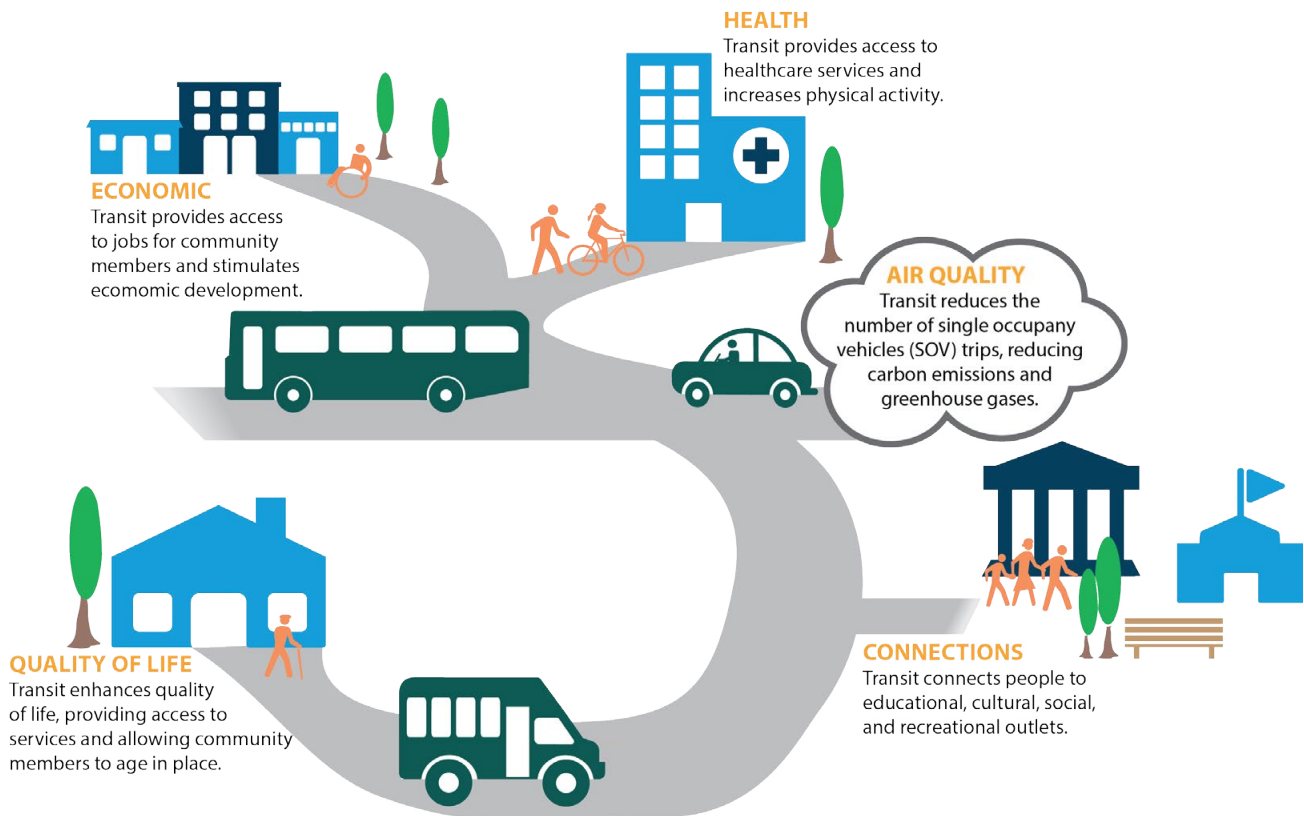 HEALTH
Transit provides access to
healthcare services and
increases physical activity.
ECONOMIC
Transit provides access
to jobs for community
members and stimulates
ecomomic development.
AIR QUALITY
Transit reduces the
number of single occupany
vehicles (SOV) trips, reducing
carbon emissions and
greenhouse gases.
QUALITY OF LIFE
Transit enhances quality
of life, providing access to
services and allowing community
members to age in place.
CONNECTIONS
Transit connects people to
educational, cultural, social,
and recreational outlets.